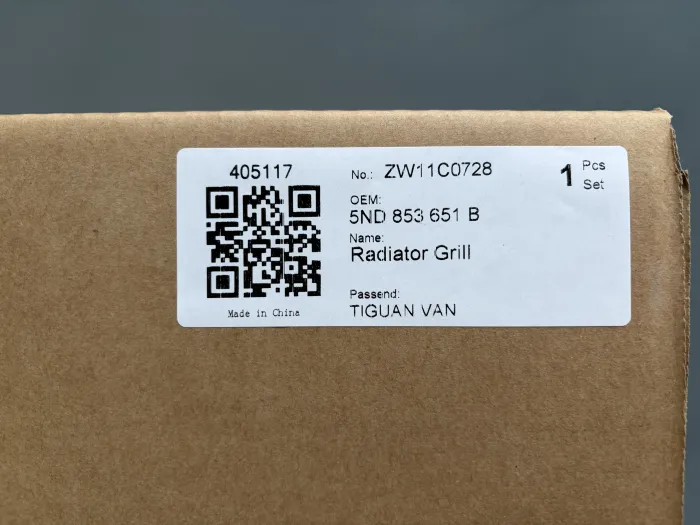 405117
Made in China
No.: ZW11C0728
1 Pcs
Set
OEM:
5ND 853 651 B
Name:
Radiator Grill
Passend:
TIGUAN VAN